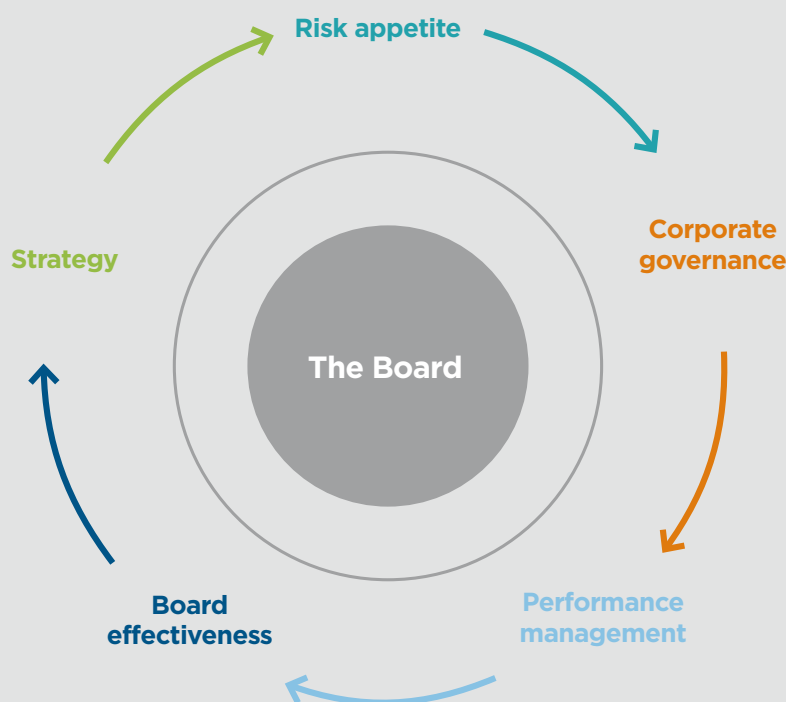 Risk appetite
Corporate
governance
Strategy
The Board
Performance
management
Board
effectiveness